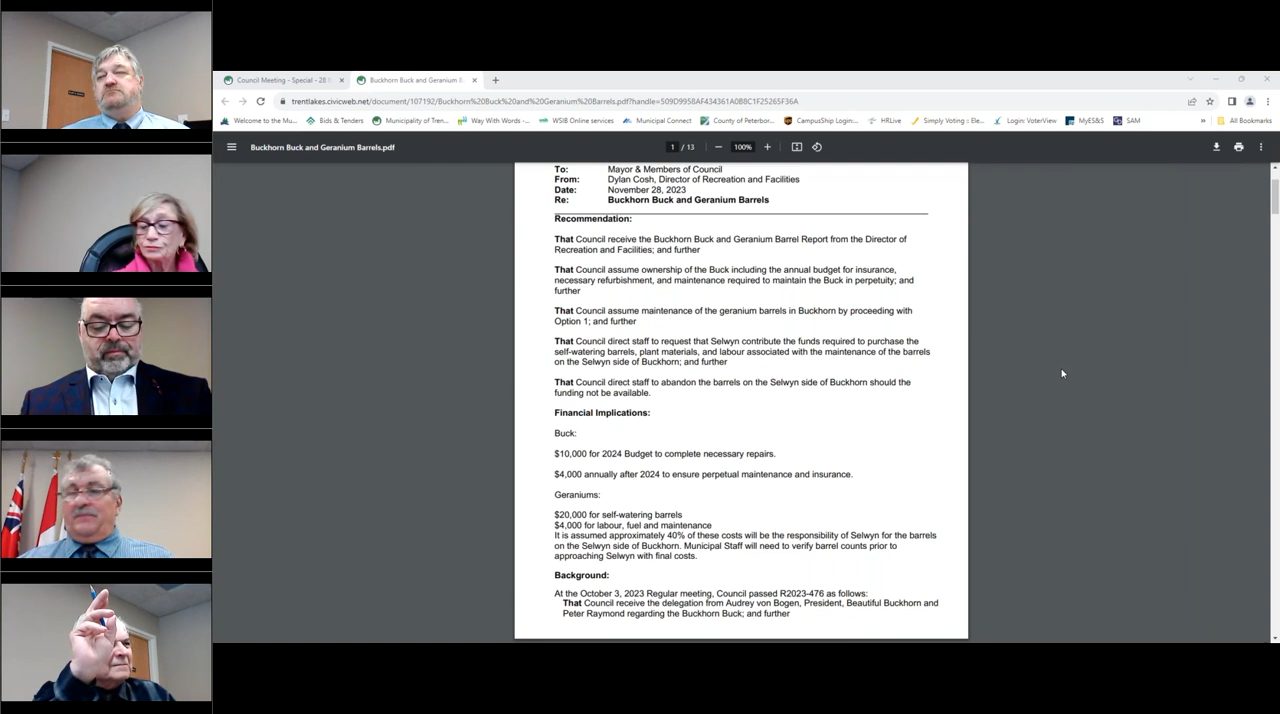 Council Meeting - Special - 28
Buckhorn Buck and Geranium B
trentlakes.civicweb.net/document/107192/Buckhorn%20Buck%20and%20Geranium%20Barrels.pdf?handle=509D995BAF434361A0B8C1F25265F36A
Welcome to the Mu... Bids & Tenders Municipality of Tren... Way With Words -... WSIB Online services Municipal Connect County of Peterbor... CampusShip Login:... HRLive Simply Voting :: Ele... Login: VoterView MyES&S SAM » All Bookmarks
Buckhorn Buck and Geranium Barrels.pdf 1 / 13 100%
To: Mayor & Members of Council
From: Dylan Cosh, Director of Recreation and Facilities
Date: November 28, 2023
Re: Buckhorn Buck and Geranium Barrels
Recommendation:
That Council receive the Buckhorn Buck and Geranium Barrel Report from the Director of
Recreation and Facilities; and further
That Council assume ownership of the Buck including the annual budget for insurance,
necessary refurbishment, and maintenance required to maintain the Buck in perpetuity; and
further
That Council assume maintenance of the geranium barrels in Buckhorn by proceeding with
Option 1; and further
That Council direct staff to request that Selwyn contribute the funds required to purchase the
self-watering barrels, plant materials, and labour associated with the maintenance of the barrels
on the Selwyn side of Buckhorn; and further
That Council direct staff to abandon the barrels on the Selwyn side of Buckhorn should the
funding not be available.
Financial Implications:
Buck:
$10,000 for 2024 Budget to complete necessary repairs.
$4,000 annually after 2024 to ensure perpetual maintenance and insurance.
Geraniums:
$20,000 for self-watering barrels
$4,000 for labour, fuel and maintenance
It is assumed approximately 40% of these costs will be the responsibility of Selwyn for the barrels
on the Selwyn side of Buckhorn. Municipal Staff will need to verify barrel counts prior to
approaching Selwyn with final costs.
Background:
At the October 3, 2023 Regular meeting, Council passed R2023-476 as follows:
That Council receive the delegation from Audrey von Bogen, President, Beautiful Buckhorn and
Peter Raymond regarding the Buckhorn Buck; and further